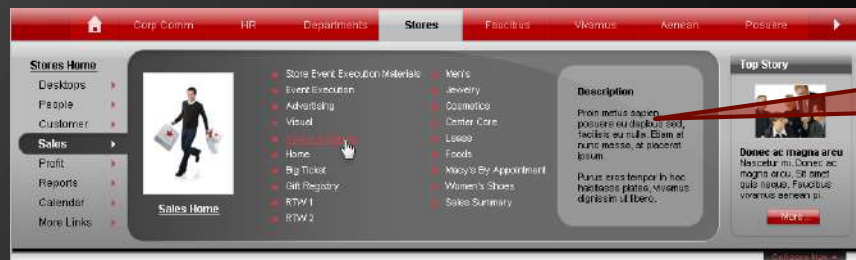 Corp Comm HR Departments Stores Faucibus Vivamus Aenean Posuere
Stores Home
Desktops
People
Customer
Sales
Profit
Reports
Calendar
More Links
Sales Home
Store Event Execution Materials
Event Execution
Advertising
Visual
Home
Big Ticket
Gift Registry
RTW 1
RTW 2
Men's
Jewelry
Cosmetics
Center Core
Lease
Foods
Macy's By Appointment
Women's Shoes
Sales Summary
Description
Proin metus sapien,
posuere eu dapibus sed,
facilisis eu nulla. Etiam at
nunc massa, at placerat
ipsum.
Purus eros tempor in hac
habitasse platea, vivamus
dignissim ut libero.
Top Story
Donec ac magna arcu
Nascetur mi. Donec ac
magna arcu. Sit amet
quis neque. Faucibus
vivamus aenean pi.
More...